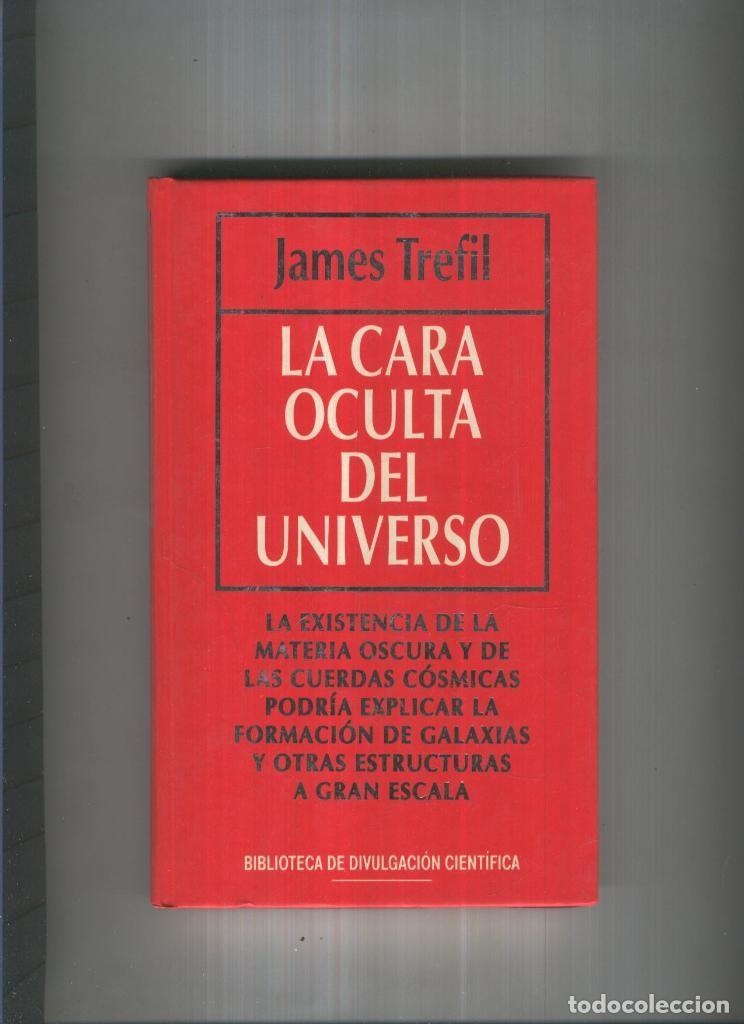 James Trefil
LA CARA
OCULTA
DEL
UNIVERSO
LA EXISTENCIA DE LA
MATERIA OSCURA Y DE
LAS CUERDAS CÓSMICAS
PODRÍA EXPLICAR LA
FORMACIÓN DE GALAXIAS
Y OTRAS ESTRUCTURAS
A GRAN ESCALA
BIBLIOTECA DE DIVULGACIÓN CIENTÍFICA
todocoleccion